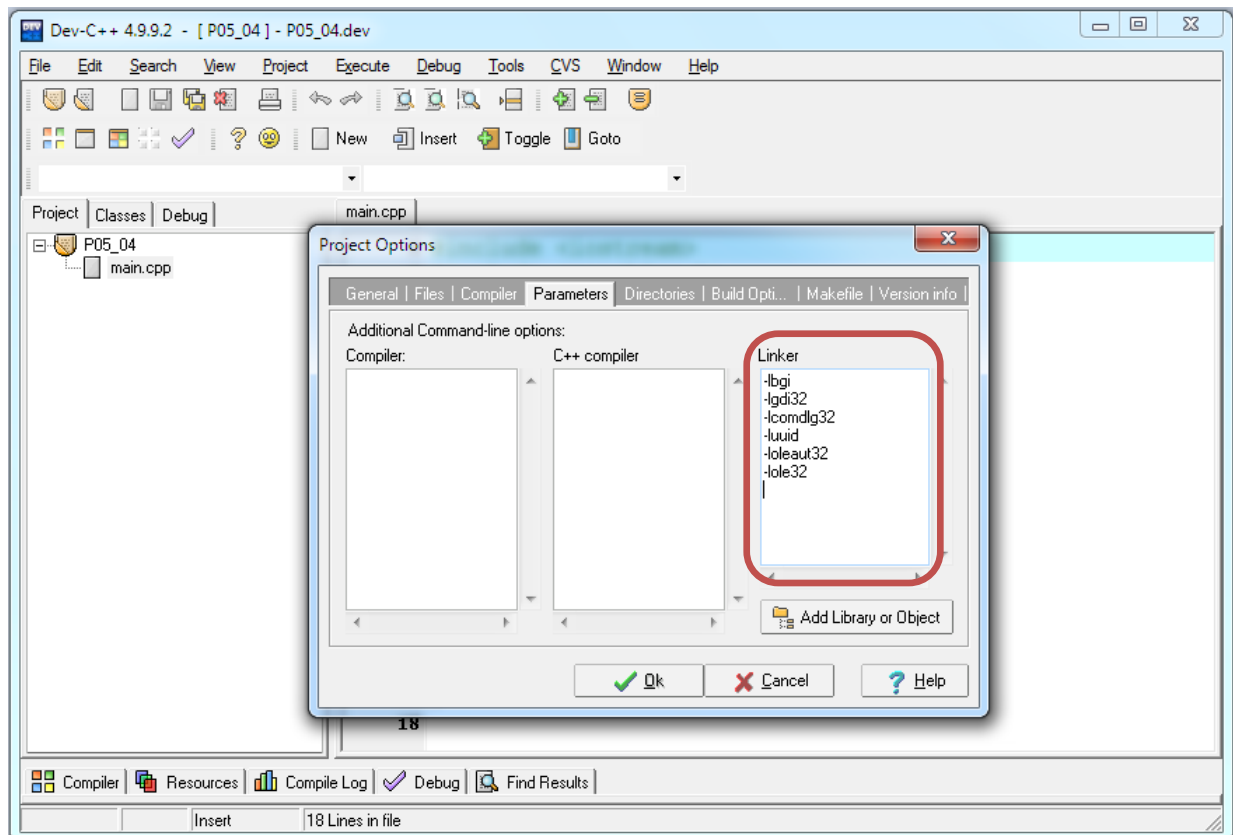 Dev-C++ 4.9.9.2 - [ P05_04 ] - P05_04.dev
File Edit Search View Project Execute Debug Tools CVS Window Help
New Insert Toggle Goto
Project Classes Debug
main.cpp
P05_04
main.cpp
Project Options
General Files Compiler Parameters Directories Build Opti... Makefile Version info
Additional Command-line options:
Compiler: C++ compiler Linker
-lbgi
-lgdi32
-lcomdlg32
-luuid
-loleaut32
-lole32
Add Library or Object
Ok Cancel Help
18
Compiler Resources Compile Log Debug Find Results
Insert 18 Lines in file